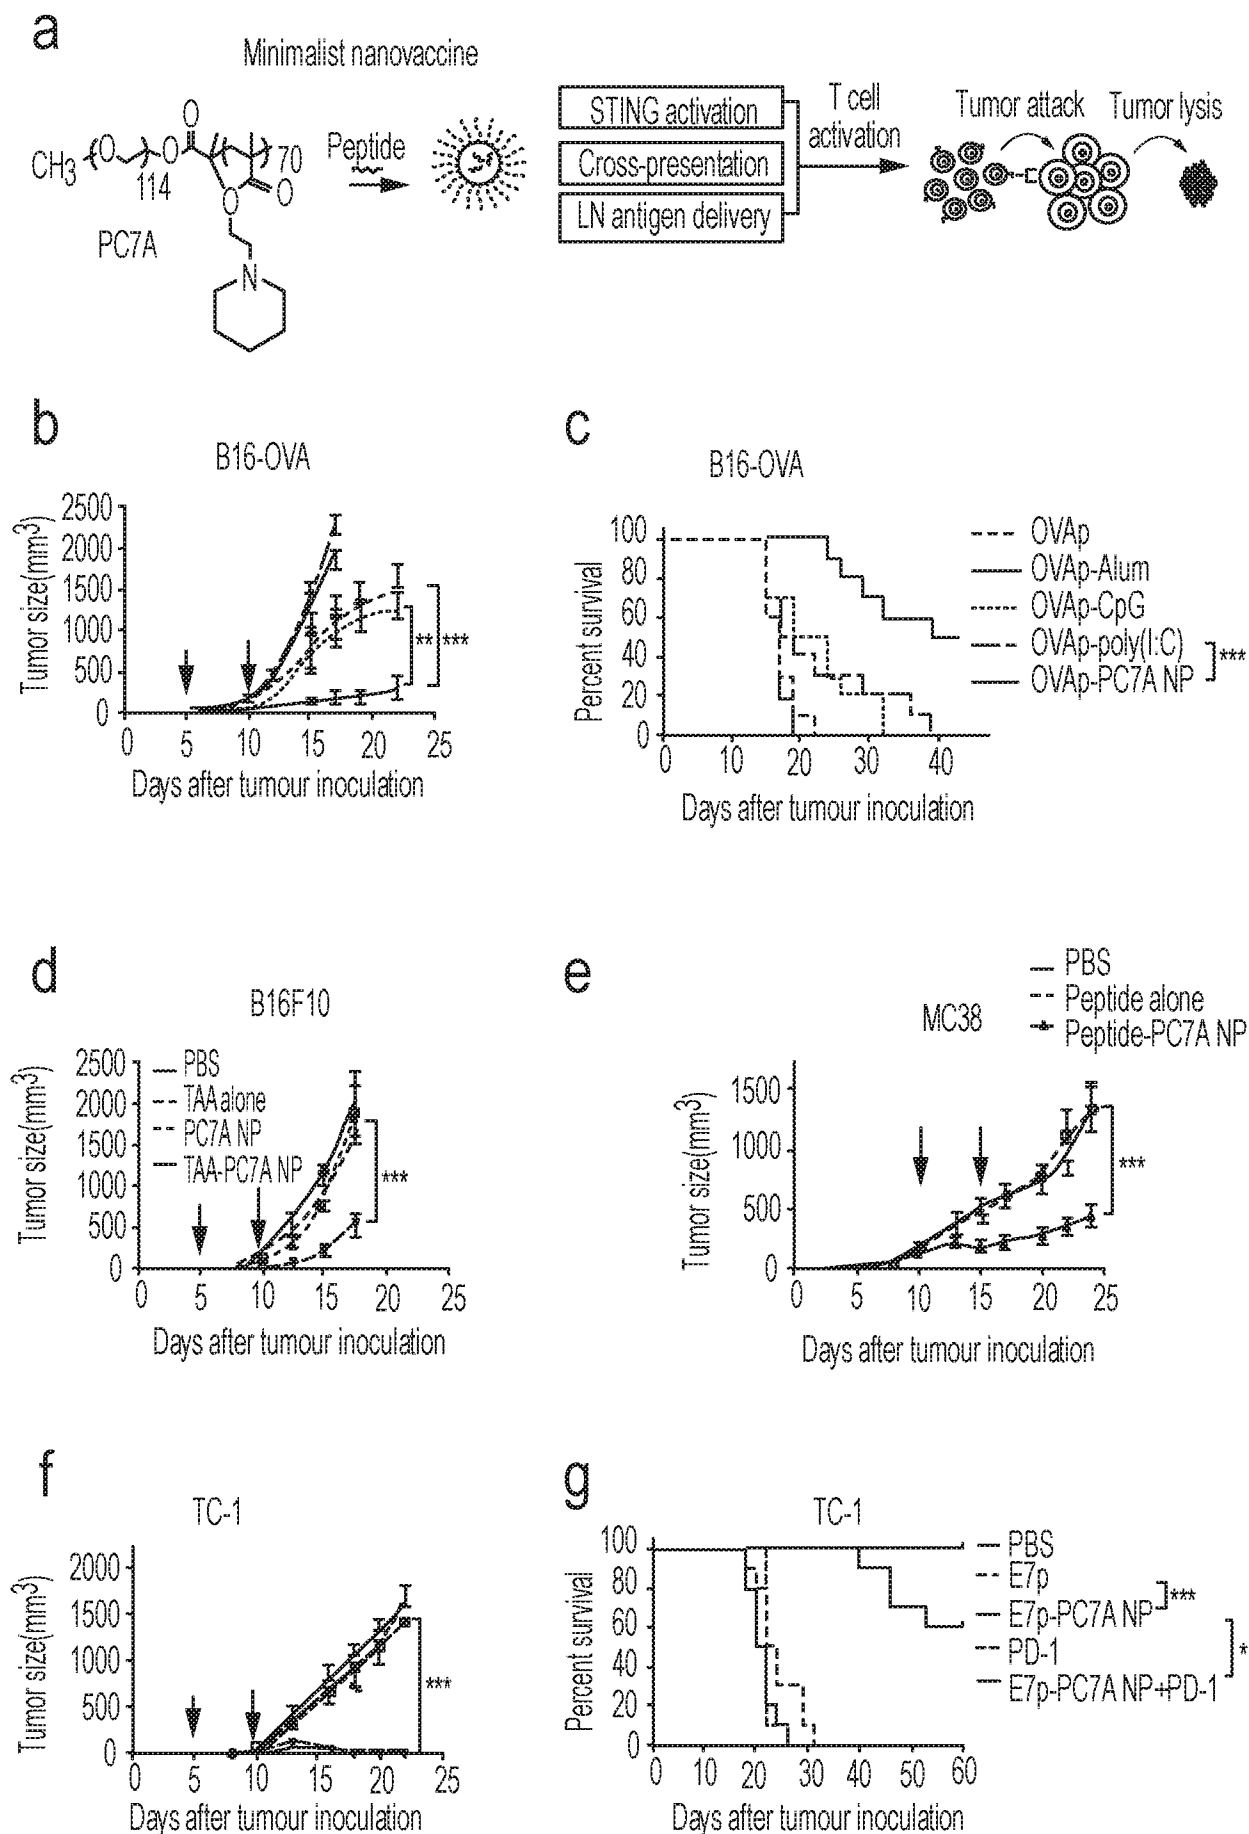 a
Minimalist nanovaccine
CH3
O
114
O
O
70
O
O
N
PC7A
Peptide
STING activation
Cross-presentation
LN antigen delivery
T cell
activation
Tumor attack
Tumor lysis
b
B16-OVA
Tumor size(mm3)
2500
2000
1500
1000
500
0
** ***
0 5 10 15 20 25
Days after tumour inoculation
c
B16-OVA
Percent survival
100
80
60
40
20
0
0 10 20 30 40
Days after tumour inoculation
OVAp
OVAp-Alum
OVAp-CpG
OVAp-poly(I:C)
OVAp-PC7A NP
***
d
B16F10
Tumor size(mm3)
2500
2000
1500
1000
500
0
PBS
TAA alone
PC7A NP
TAA-PC7A NP
***
0 5 10 15 20 25
Days after tumour inoculation
e
MC38
PBS
Peptide alone
Peptide-PC7A NP
Tumor size(mm3)
1500
1000
500
0
***
0 5 10 15 20 25
Days after tumour inoculation
f
TC-1
Tumor size(mm3)
2000
1500
1000
500
0
***
0 5 10 15 20 25
Days after tumour inoculation
g
TC-1
Percent survival
100
80
60
40
20
0
0 10 20 30 40 50 60
Days after tumour inoculation
PBS
E7p
E7p-PC7A NP
PD-1
E7p-PC7A NP+PD-1
***
*